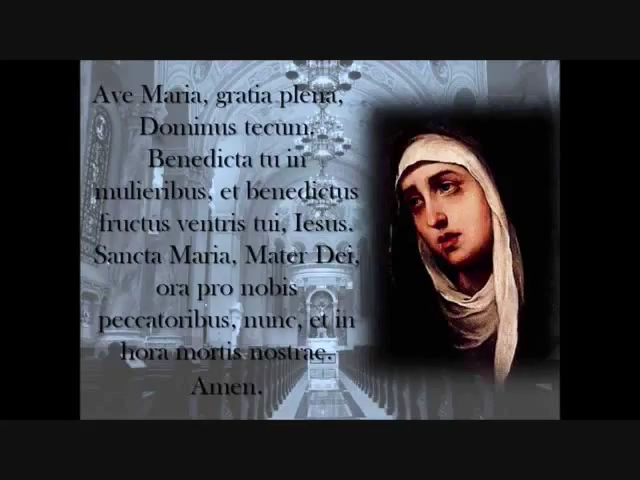 Ave Maria, gratia plena,
Dominus tecum.
Benedicta tu in
mulieribus, et benedictus
fructus ventris tui, Iesus.
Sancta Maria, Mater Dei,
ora pro nobis
peccatoribus, nunc, et in
hora mortis nostrae.
Amen.